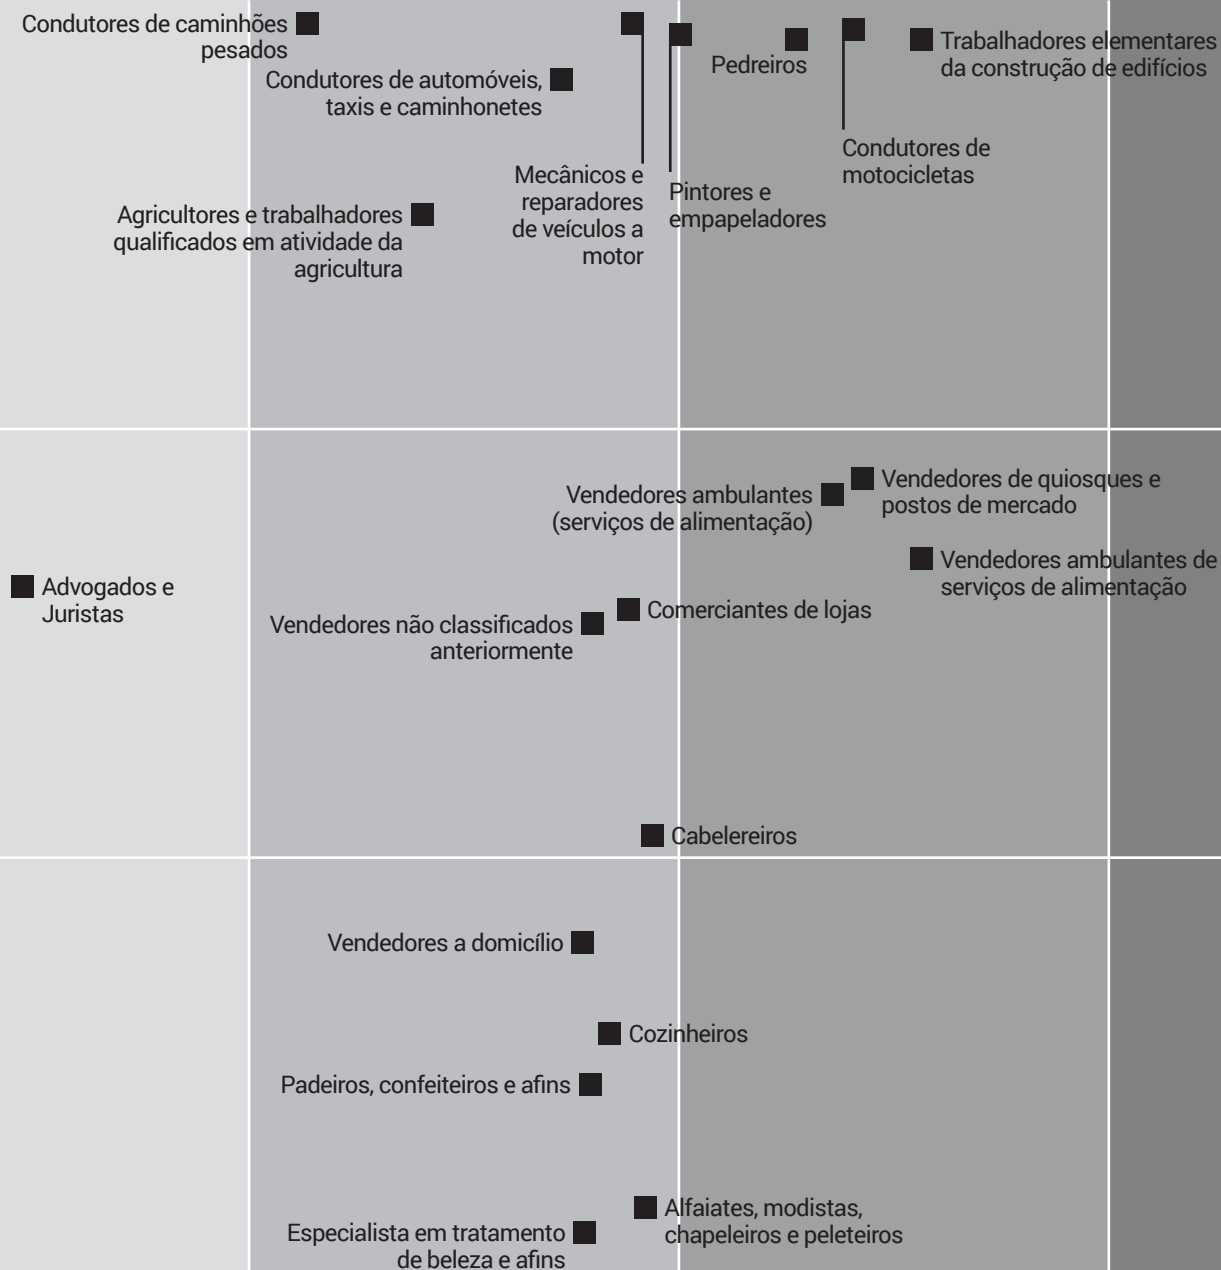 Condutores de caminhões
pesados
Condutores de automóveis,
taxis e caminhonetes
Pedreiros
Trabalhadores elementares
da construção de edifícios
Condutores de
motocicletas
Mecânicos e
reparadores
de veículos a
motor
Pintores e
empapeladores
Agricultores e trabalhadores
qualificados em atividade da
agricultura
Vendedores ambulantes
(serviços de alimentação)
Vendedores de quiosques e
postos de mercado
Vendedores ambulantes de
serviços de alimentação
Advogados e
Juristas
Comerciantes de lojas
Vendedores não classificados
anteriormente
Cabelereiros
Vendedores a domicílio
Cozinheiros
Padeiros, confeiteiros e afins
Alfaiates, modistas,
chapeleiros e peleteiros
Especialista em tratamento
de beleza e afins